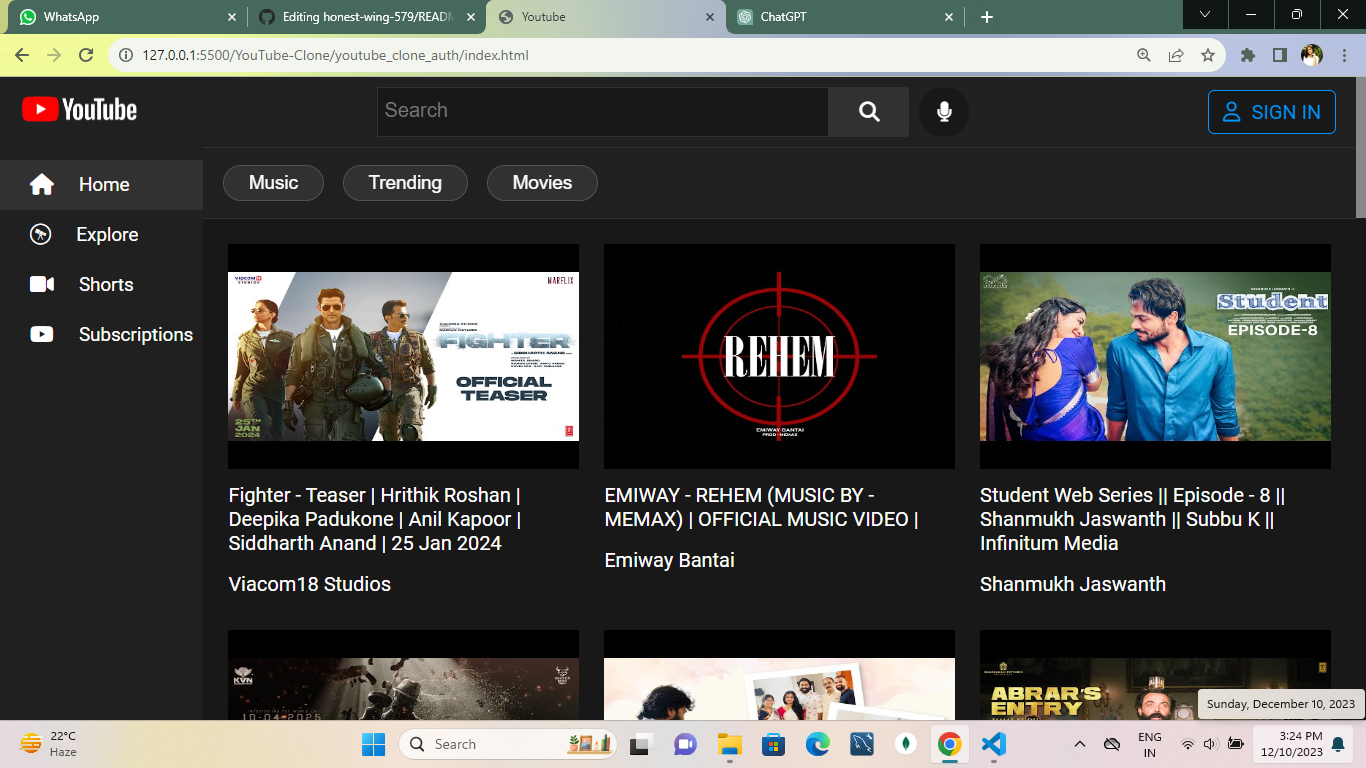 WhatsApp
Editing honest-wing-579/READM
Youtube
ChatGPT
127.0.0.1:5500/YouTube-Clone/youtube_clone_auth/index.html
YouTube
Search
SIGN IN
Home
Explore
Shorts
Subscriptions
Music
Trending
Movies
VIACOM18
STUDIOS
MARFLIX
FIGHTER
OFFICIAL
TEASER
25TH
JAN
2024
REHEM
EMIWAY BANTAI
PROD - MEMAX
Student
EPISODE-8
Fighter - Teaser | Hrithik Roshan |
Deepika Padukone | Anil Kapoor |
Siddharth Anand | 25 Jan 2024
Viacom18 Studios
EMIWAY - REHEM (MUSIC BY -
MEMAX) | OFFICIAL MUSIC VIDEO |
Emiway Bantai
Student Web Series || Episode - 8 ||
Shanmukh Jaswanth || Subbu K ||
Infinitum Media
Shanmukh Jaswanth
KVN
10-04-2025
ABRAR'S
ENTRY
Sunday, December 10, 2023
22°C
Haze
Search
ENG
IN
3:24 PM
12/10/2023